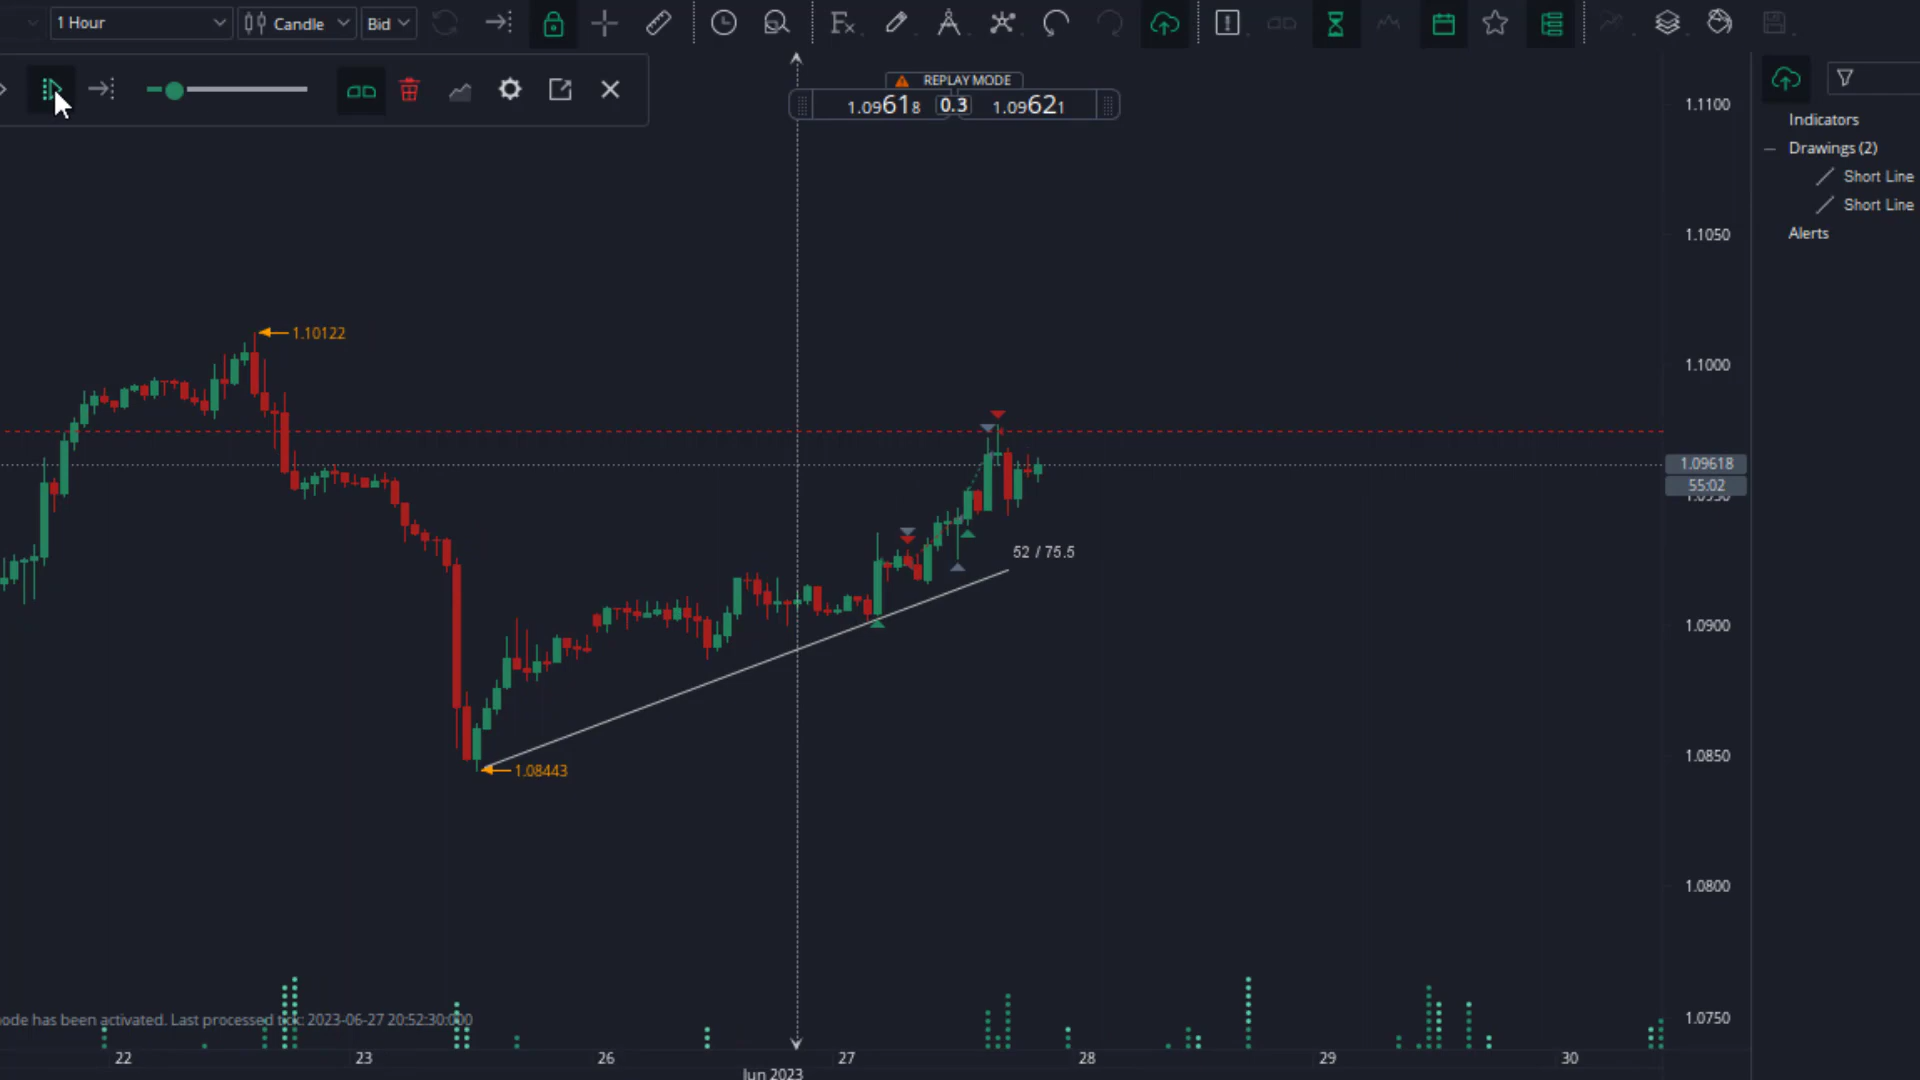 1 Hour
Candle
Bid
Fx
REPLAY MODE
1.09618
0.3
1.09621
Indicators
Drawings (2)
Short Line
Short Line
Alerts
1.1100
1.1050
1.1000
1.09618
55:02
1.0900
1.0850
1.0800
1.0750
1.10122
52 / 75.5
1.08443
ode has been activated. Last processed tick: 2023-06-27 20:52:30:000
22
23
26
27
28
29
30
Jun 2023